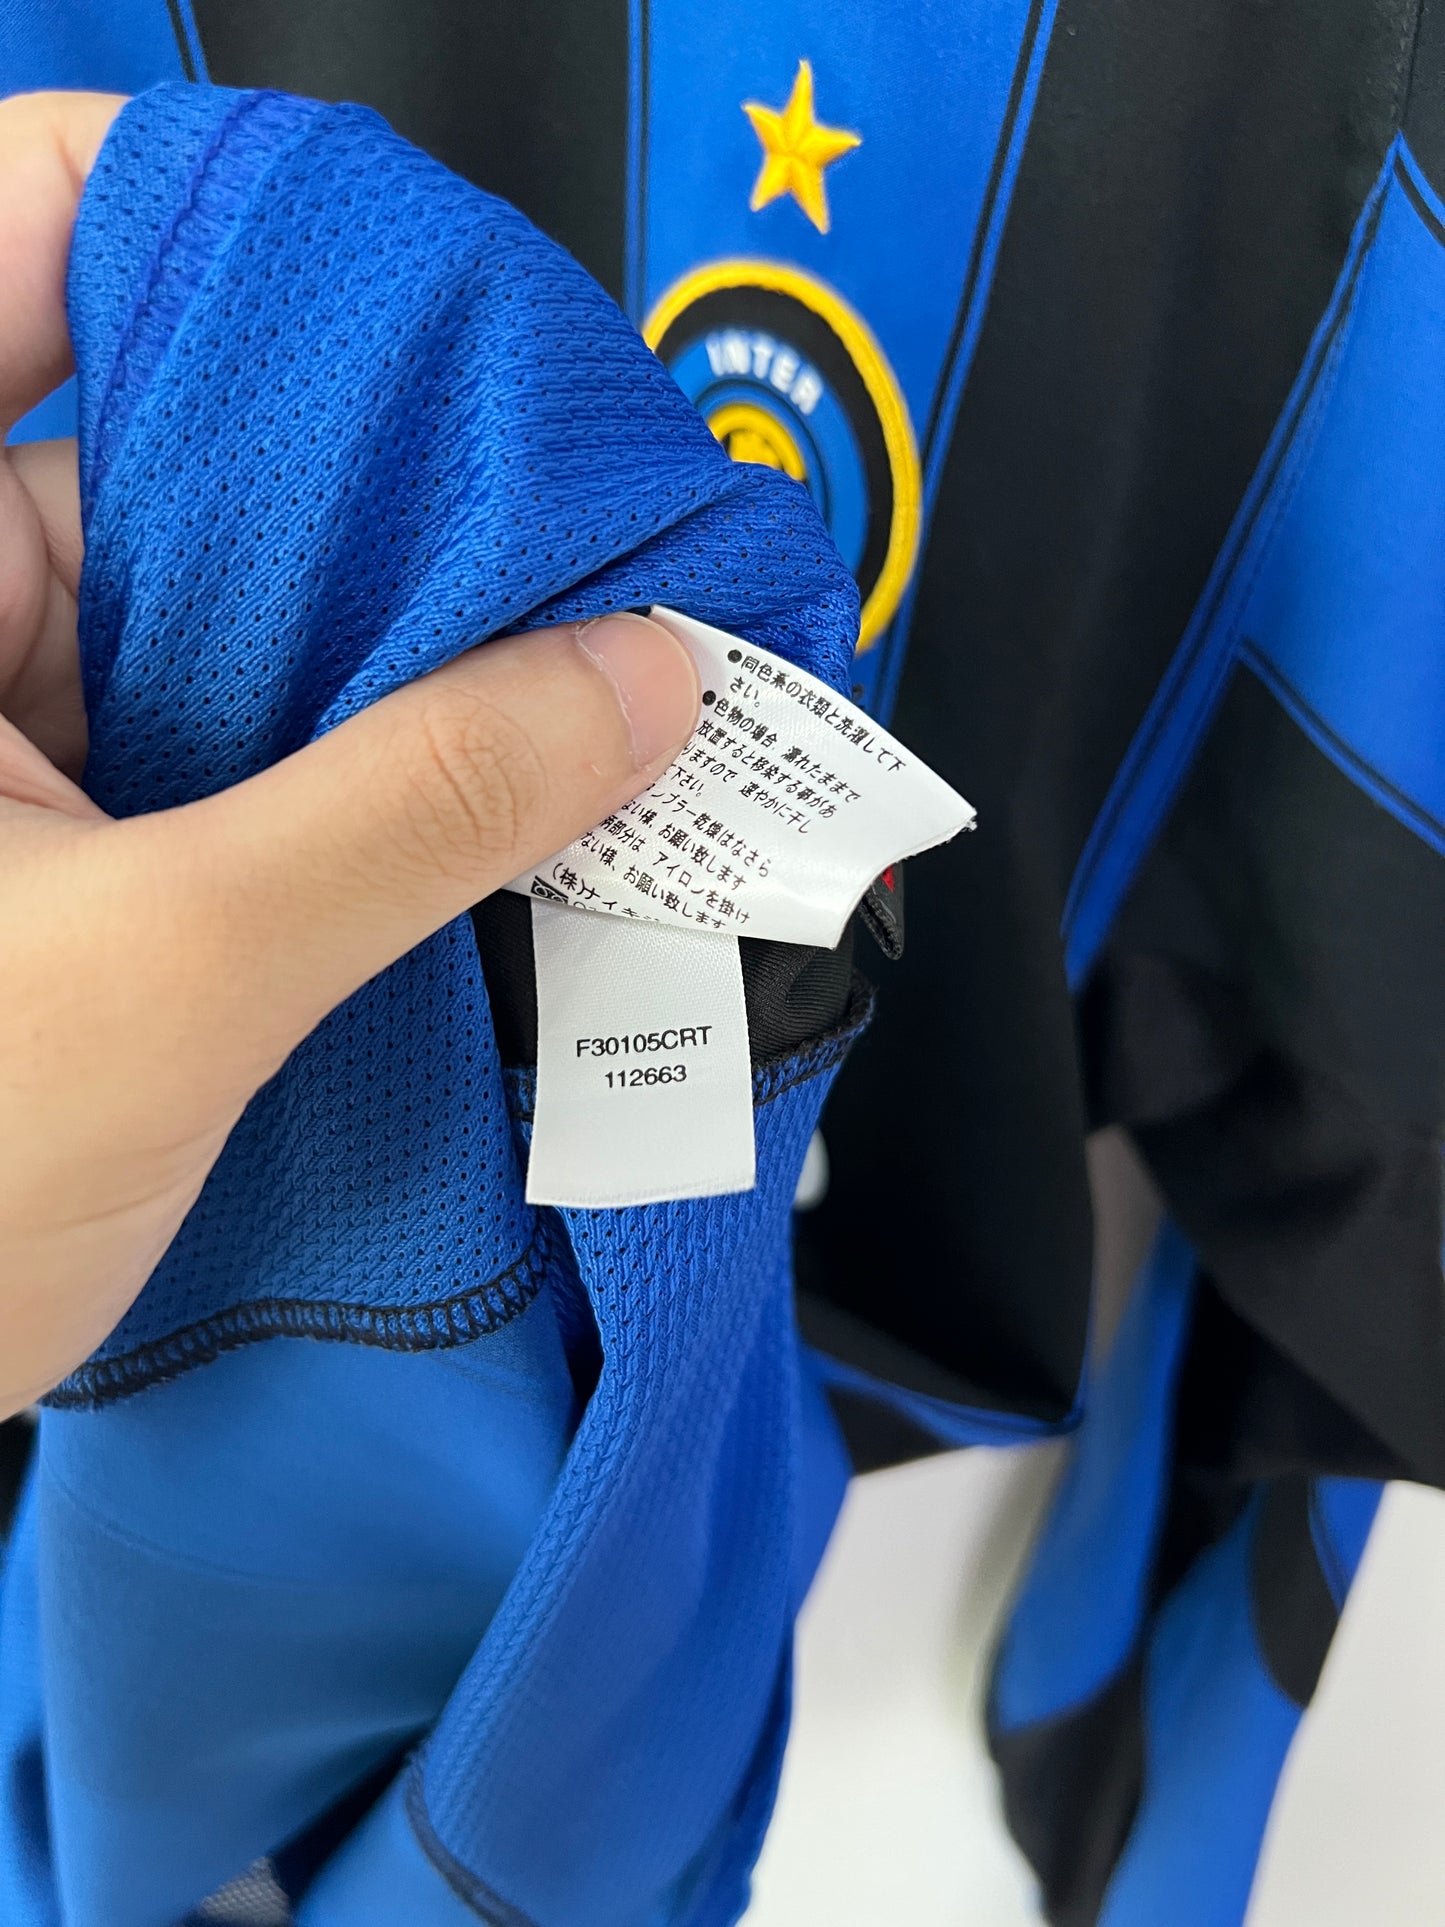 INTER
●同色系の衣類と洗濯して下
さい。
●色物の場合 濡れたままで
放置すると移染する事があ
りますので 速やかに干し
て下さい。
ンブラー乾燥はなさら
ない様、お願い致します
柄部分は アイロンを掛け
ない様、お願い致します
(株)ナイキジ
F30105CRT
112663